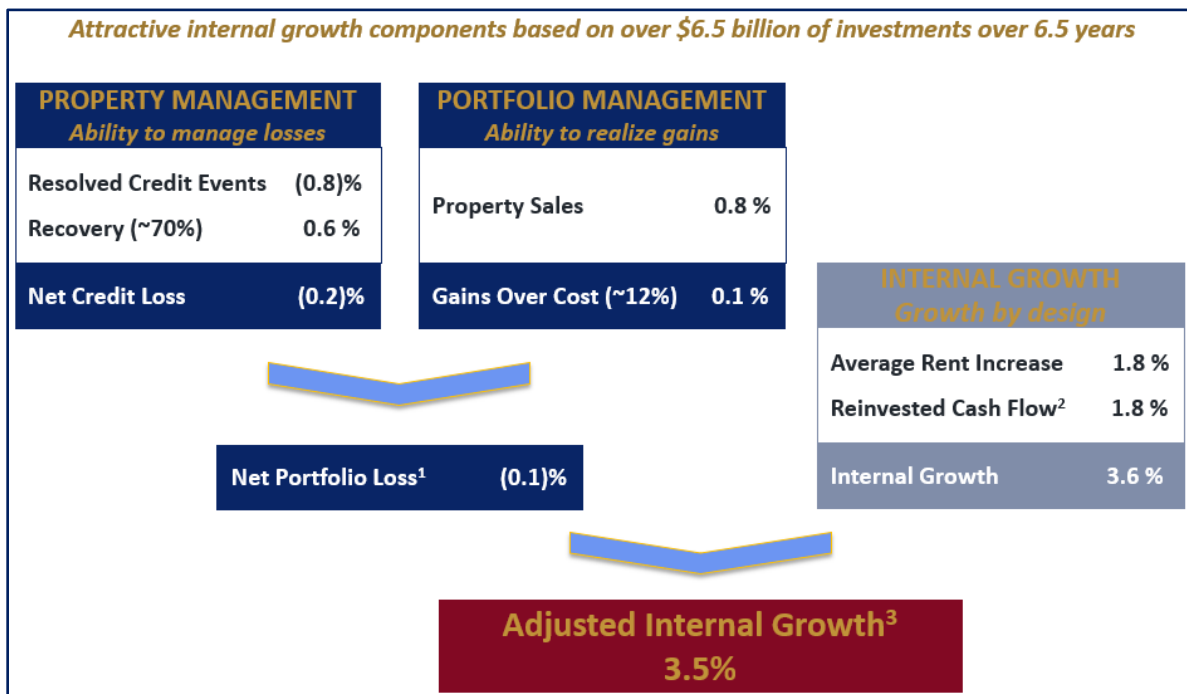 Attractive internal growth components based on over $6.5 billion of investments over 6.5 years
PROPERTY MANAGEMENT
Ability to manage losses
Resolved Credit Events (0.8)%
Recovery (~70%) 0.6 %
Net Credit Loss (0.2)%
PORTFOLIO MANAGEMENT
Ability to realize gains
Property Sales 0.8 %
Gains Over Cost (~12%) 0.1 %
INTERNAL GROWTH
Growth by design
Average Rent Increase 1.8 %
Reinvested Cash Flow² 1.8 %
Internal Growth 3.6 %
Net Portfolio Loss¹ (0.1)%
Adjusted Internal Growth³
3.5%